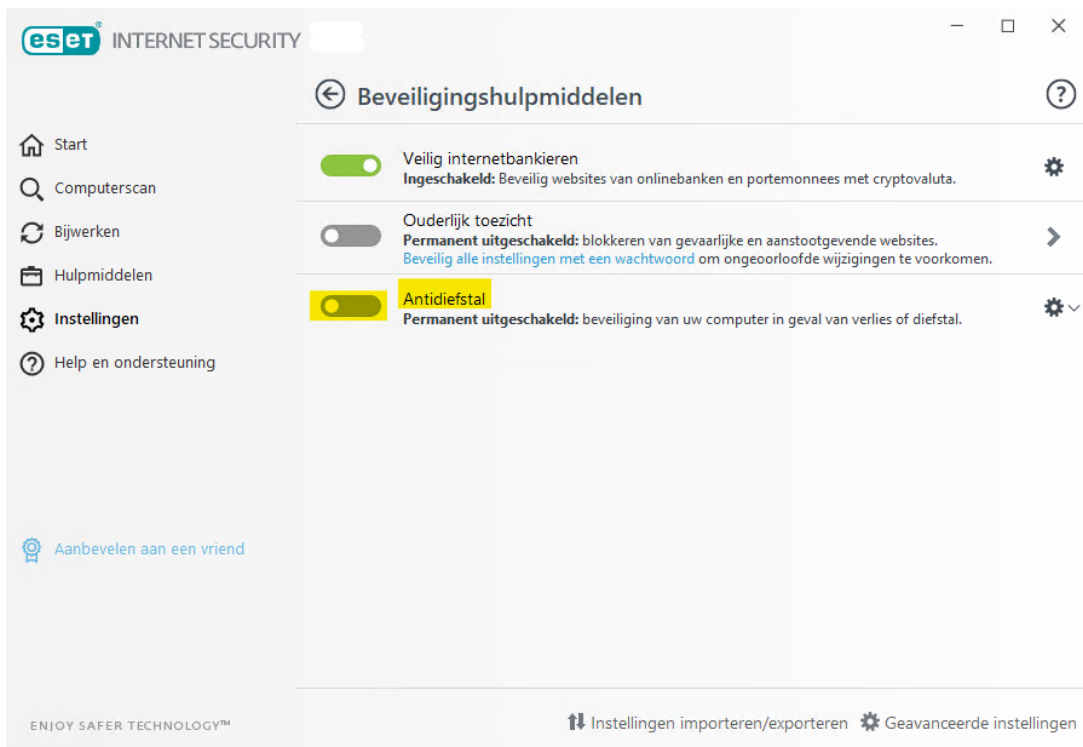 eset® INTERNET SECURITY
Beveiligingshulpmiddelen
?
Start
Computerscan
Bijwerken
Hulpmiddelen
Instellingen
Help en ondersteuning
Aanbevelen aan een vriend
Veilig internetbankieren
Ingeschakeld: Beveilig websites van onlinebanken en portemonnees met cryptovaluta.
Ouderlijk toezicht
Permanent uitgeschakeld: blokkeren van gevaarlijke en aanstootgevende websites.
Beveilig alle instellingen met een wachtwoord om ongeoorloofde wijzigingen te voorkomen.
Antidiefstal
Permanent uitgeschakeld: beveiliging van uw computer in geval van verlies of diefstal.
ENJOY SAFER TECHNOLOGY™
Instellingen importeren/exporteren Geavanceerde instellingen